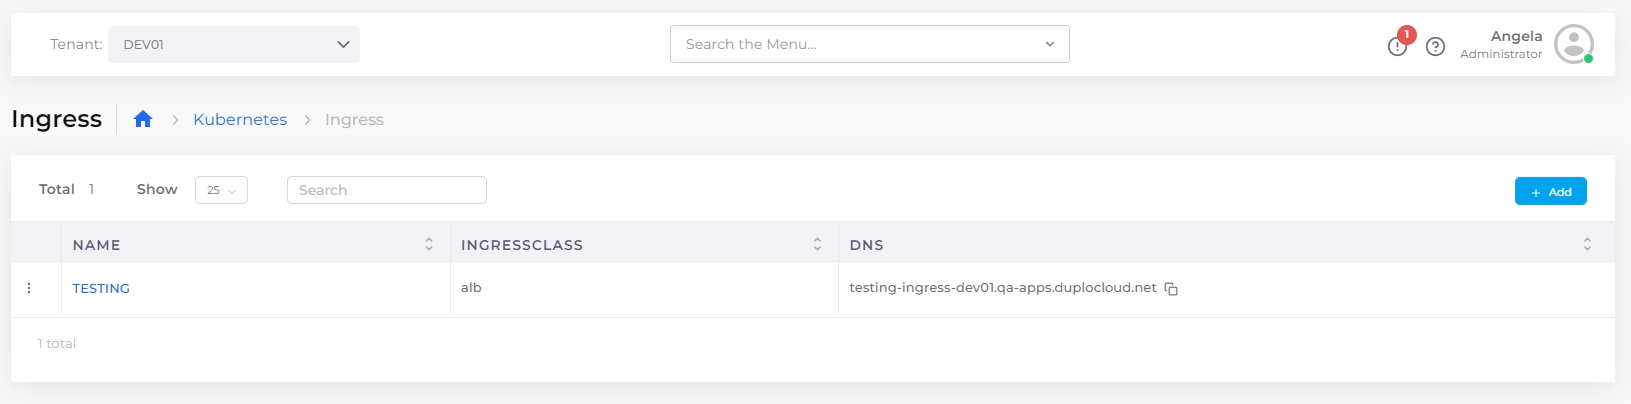 Tenant: DEV01 Search the Menu... 1 Angela
Administrator
Ingress Kubernetes Ingress
Total 1 Show 25 Search + Add
NAME INGRESSCLASS DNS
TESTING alb testing-ingress-dev01.qa-apps.duplocloud.net
1 total